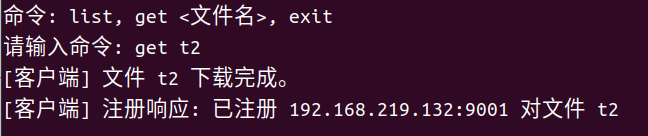 命令: list, get <文件名>, exit
请输入命令: get t2
[客户端] 文件 t2 下载完成。
[客户端] 注册响应: 已注册 192.168.219.132:9001 对文件 t2